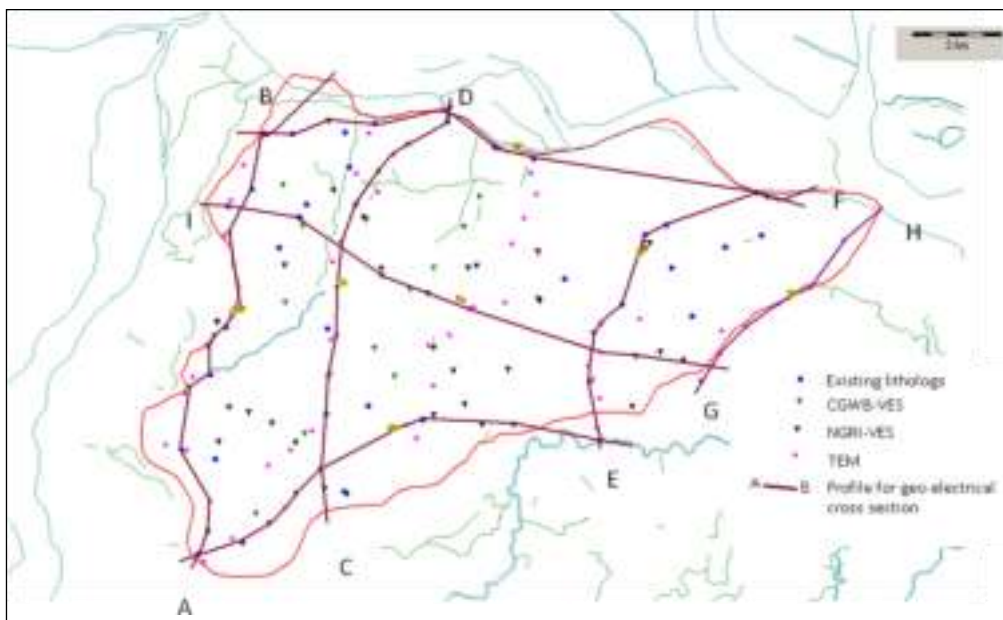 B
D
I
F
H
G
E
C
A
Existing lithologs
CGWB-VES
NGRI-VES
TEM
A B Profile for geo electrical
cross section